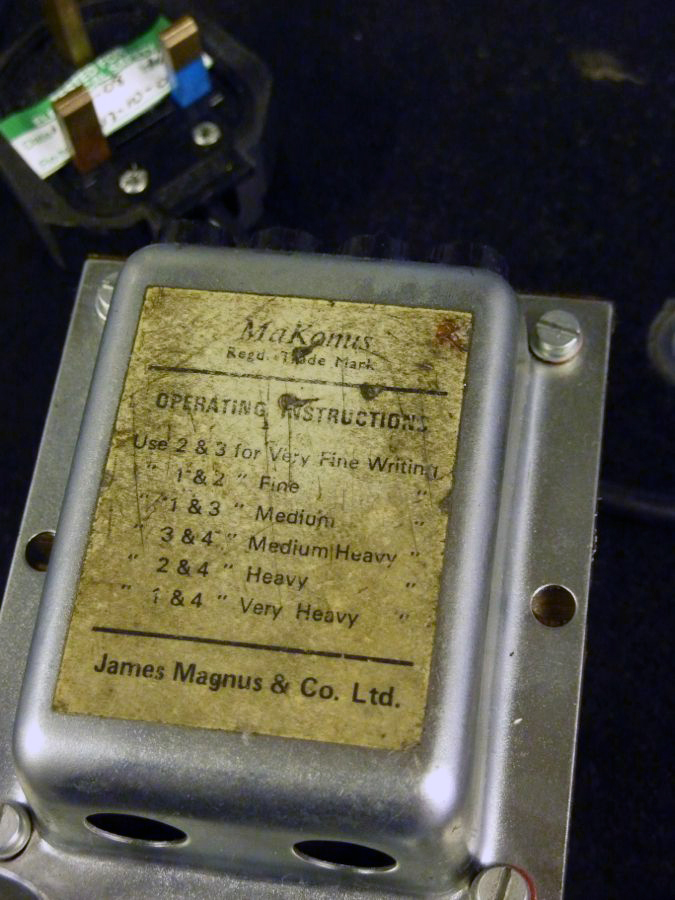 MaKonus
Regd. Trade Mark
OPERATING INSTRUCTIONS
Use 2 & 3 for Very Fine Writing
" 1 & 2 " Fine "
" 1 & 3 " Medium "
" 3 & 4 " Medium Heavy "
" 2 & 4 " Heavy "
" 1 & 4 " Very Heavy "
James Magnus & Co. Ltd.